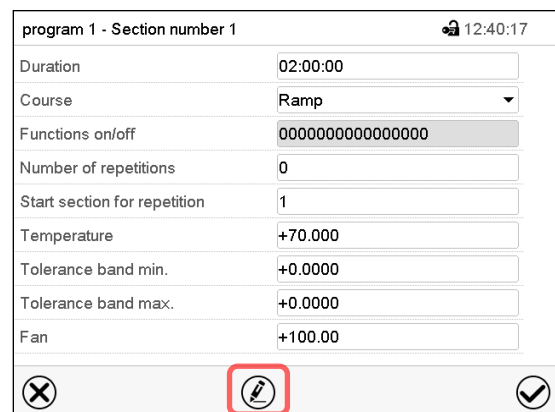 program 1 - Section number 1 12:40:17
Duration 02:00:00
Course Ramp
Functions on/off 0000000000000000
Number of repetitions 0
Start section for repetition 1
Temperature +70.000
Tolerance band min. +0.0000
Tolerance band max. +0.0000
Fan +100.00